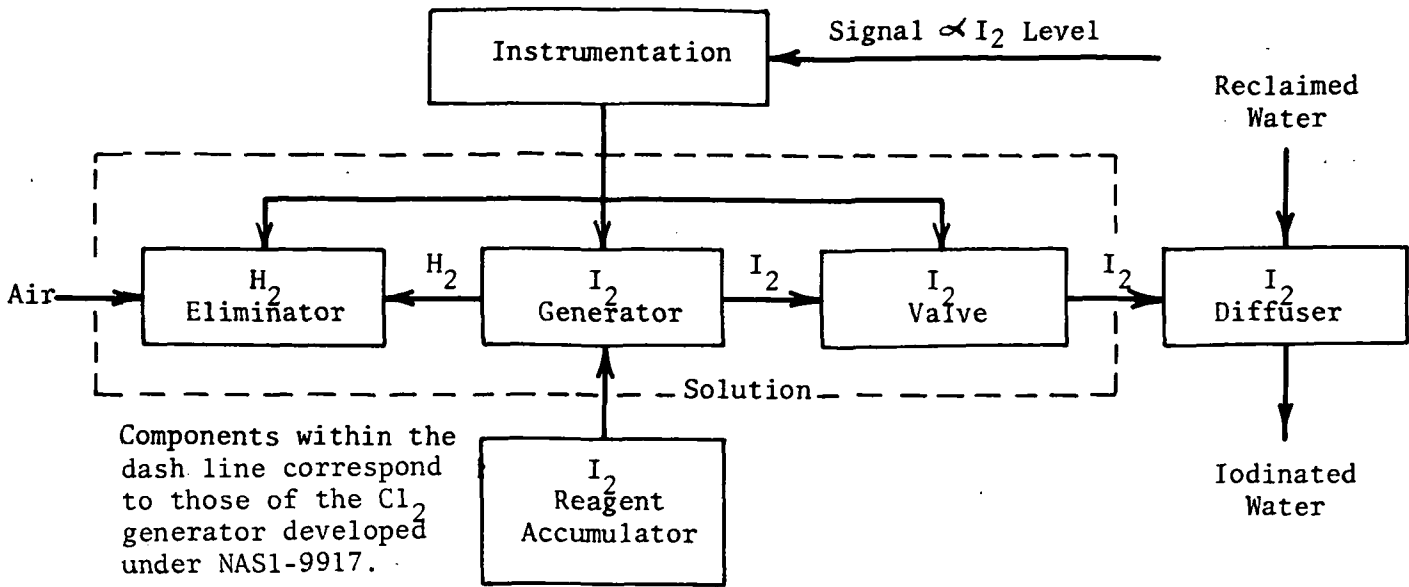 Instrumentation
Signal ∝ I₂ Level
Reclaimed
Water
Air
H₂
Eliminator
H₂
I₂
Generator
I₂
I₂
Valve
I₂
I₂
Diffuser
Solution
Components within the
dash line correspond
to those of the Cl₂
generator developed
under NAS1-9917.
I₂
Reagent
Accumulator
Iodinated
Water